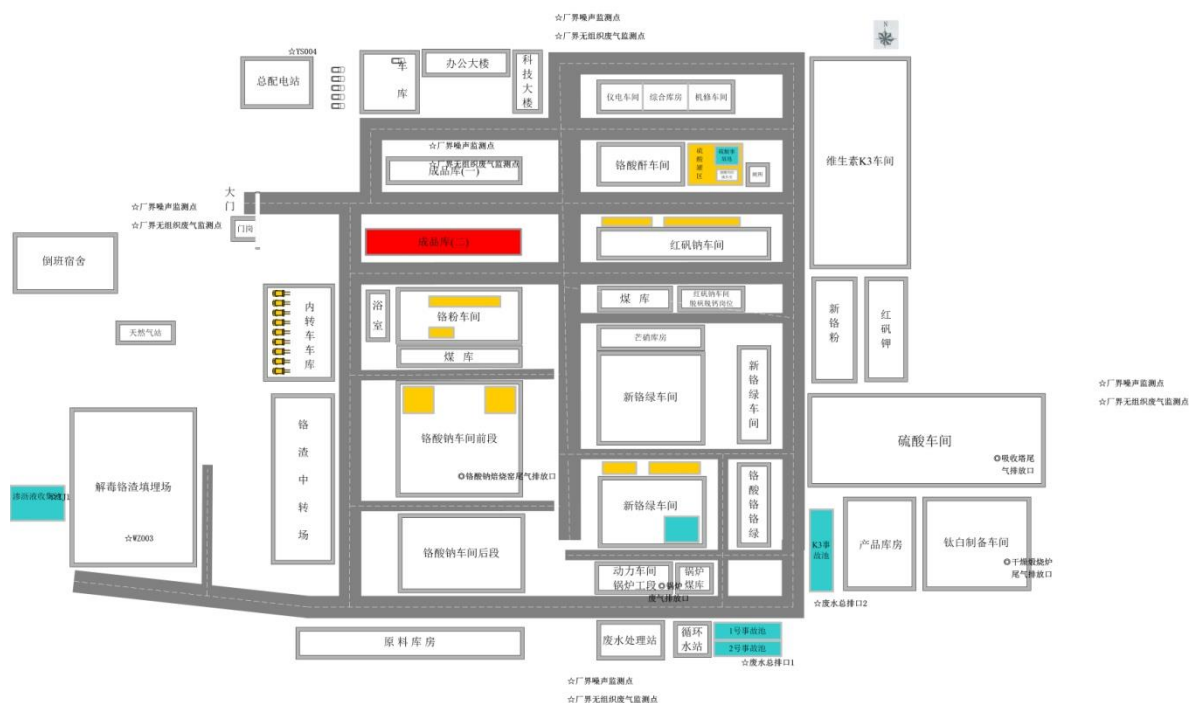 ☆厂界噪声监测点
☆厂界无组织废气监测点
N
☆YS004
总配电站
车库
办公大楼
科技大楼
仪电车间
综合库房
机修车间
维生素K3车间
☆厂界噪声监测点
☆厂界无组织废气监测点
成品库(一)
铬酸酐车间
硫酸罐区
大门
☆厂界噪声监测点
☆厂界无组织废气监测点
门岗
成品库(二)
红矾钠车间
倒班宿舍
内转车车库
浴室
铬粉车间
煤库
煤库
红矾钠车间
酸硫酸钙岗位
芒硝库房
新铬粉
红矾钾
天然气站
新铬绿车间
新铬绿车间
☆厂界噪声监测点
☆厂界无组织废气监测点
解毒铬渣填埋场
☆WZ003
铬渣中转场
铬酸钠车间前段
◎铬酸钠焙烧窑尾气排放口
硫酸车间
◎吸收塔尾
气排放口
新铬绿车间
铬酸铬铬绿
铬酸钠车间后段
K3事故池
产品库房
钛白制备车间
◎干燥煅烧炉
尾气排放口
动力车间
锅炉工段
◎锅炉
废气排放口
锅炉煤库
☆废水总排口2
原料库房
废水处理站
循环水站
1号事故池
2号事故池
☆废水总排口1
☆厂界噪声监测点
☆厂界无组织废气监测点